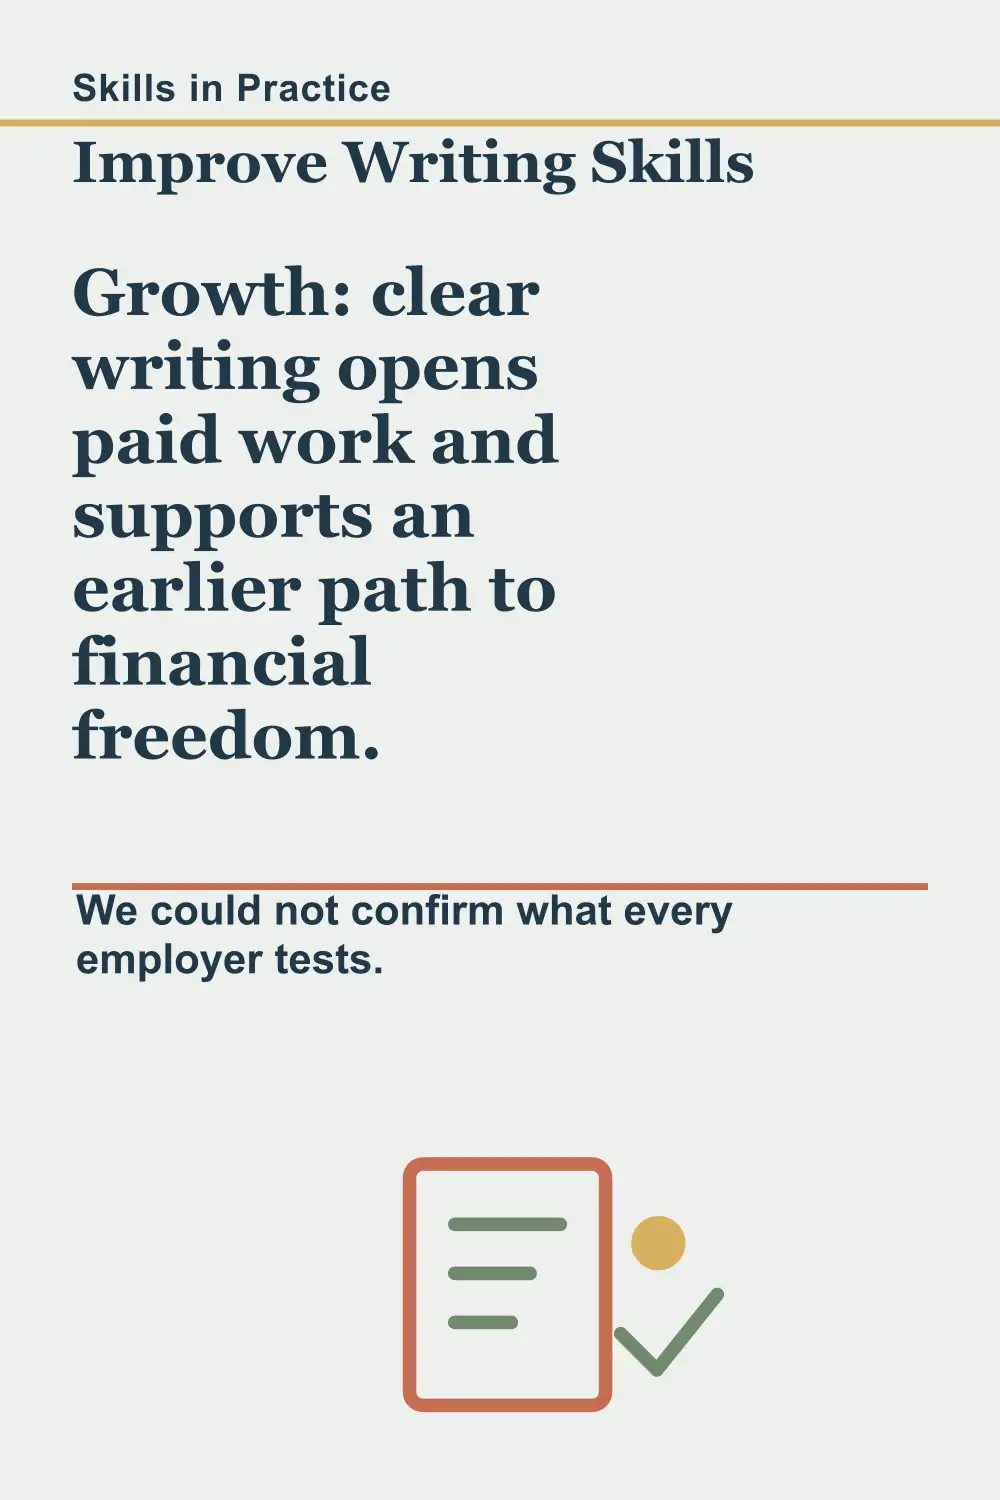 Skills in Practice
Improve Writing Skills
Growth: clear
writing opens
paid work and
supports an
earlier path to
financial
freedom.
We could not confirm what every
employer tests.